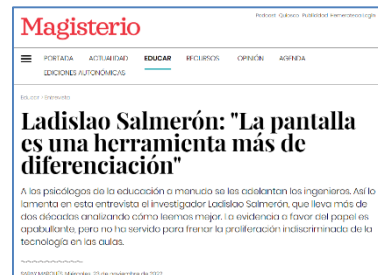 Podcast Quiosco Publicidad Hemeroteca Login
Magisterio
PORTADA ACTUALIDAD EDUCAR RECURSOS OPINIÓN AGENDA
EDICIONES AUTONÓMICAS
Educar / Entrevista
Ladislao Salmerón: "La pantalla
es una herramienta más de
diferenciación"
A los psicólogos de la educación a menudo se les adelantan los ingenieros. Así lo
lamenta en esta entrevista el investigador Ladislao Salmerón, que lleva más de
dos décadas analizando cómo leemos mejor. La evidencia a favor del papel es
apabullante, pero no ha servido para frenar la proliferación indiscriminada de la
tecnología en las aulas.
MARQUÉS Miércoles, de noviembre de